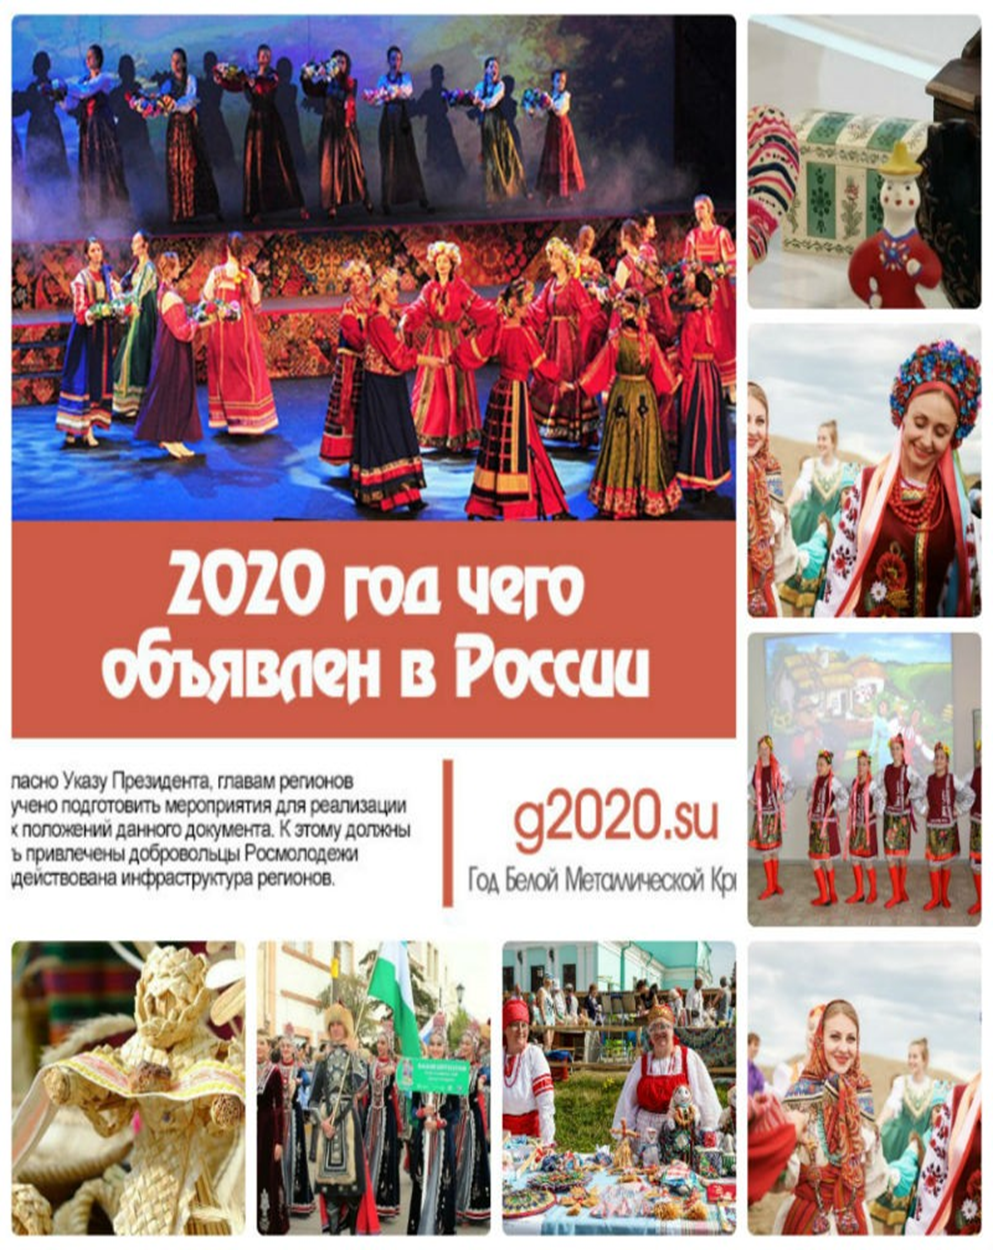 2020 год чего
объявлен в России
ласно Указу Президента, главам регионов
учено подготовить мероприятия для реализации
х положений данного документа. К этому должны
ь привлечены добровольцы Росмолодежи
действована инфраструктура регионов.
g2020.su
Год Белой Металлической Кр